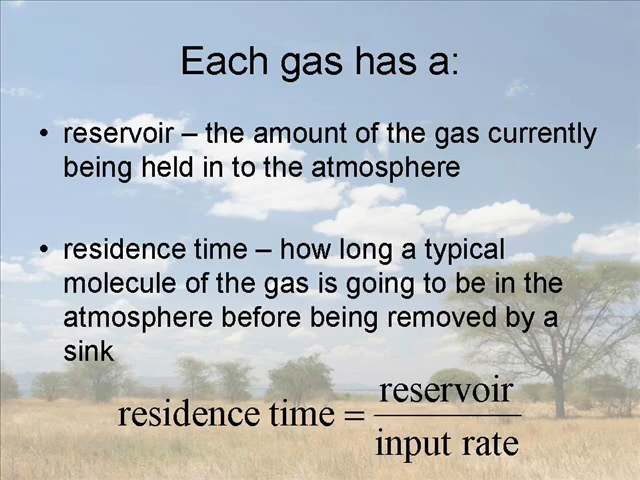 Each gas has a:
• reservoir – the amount of the gas currently
being held in to the atmosphere
• residence time – how long a typical
molecule of the gas is going to be in the
atmosphere before being removed by a
sink
residence time = reservoir / input rate